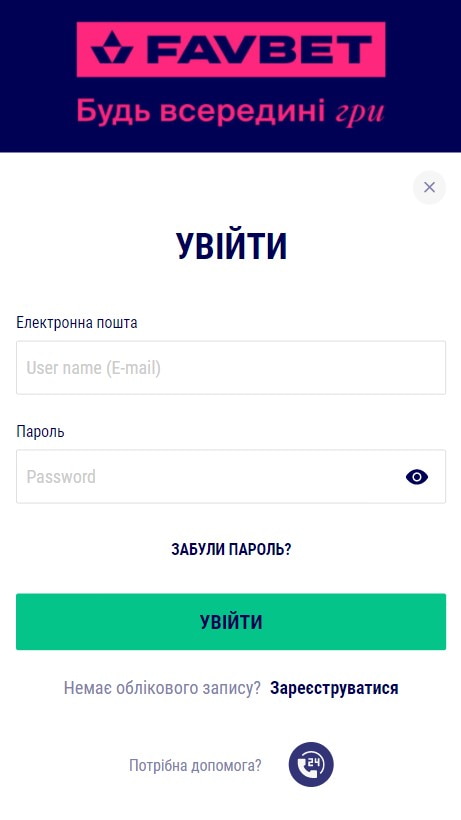 FAVBET
Будь всередині гри
УВІЙТИ
Електронна пошта
User name (E-mail)
Пароль
Password
ЗАБУЛИ ПАРОЛЬ?
УВІЙТИ
Немає облікового запису? Зареєструватися
Потрібна допомога? 24